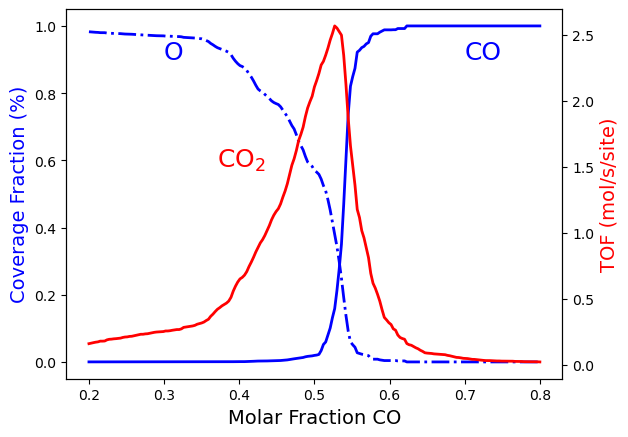 1.0
0.8
0.6
0.4
0.2
0.0
Coverage Fraction (%)
O
CO
CO₂
2.5
2.0
1.5
1.0
0.5
0.0
TOF (mol/s/site)
0.2 0.3 0.4 0.5 0.6 0.7 0.8
Molar Fraction CO